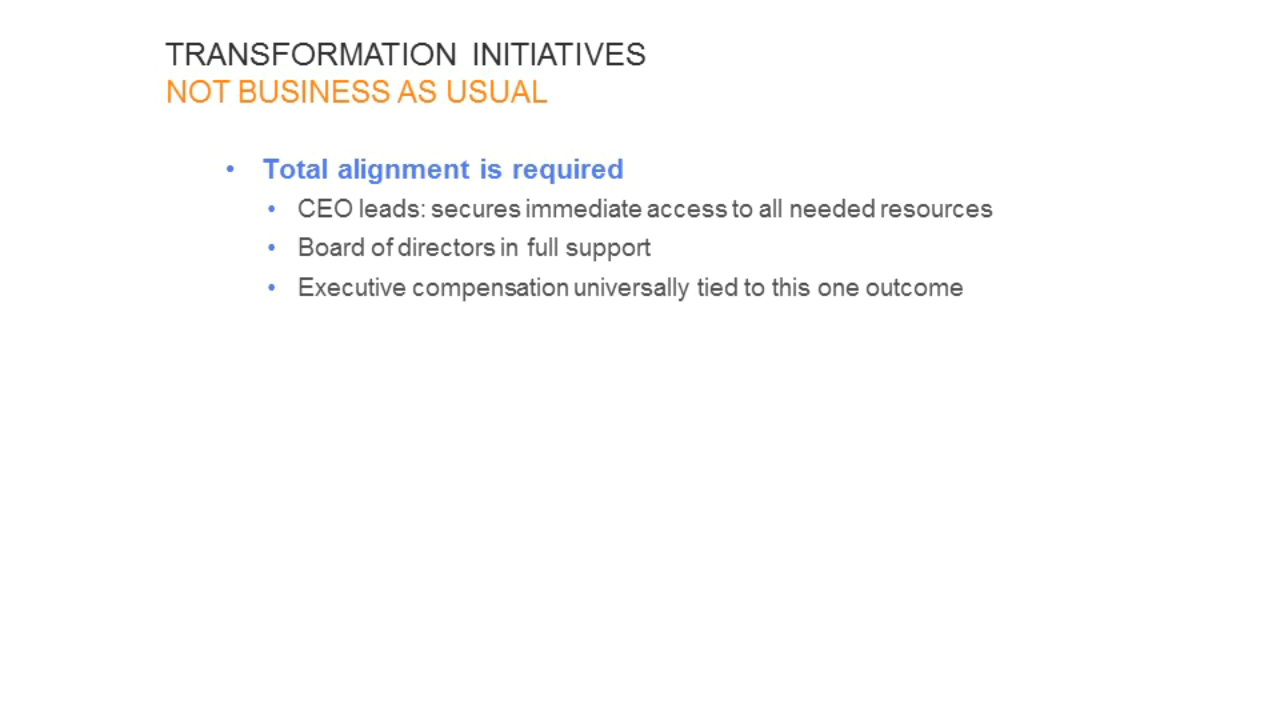 TRANSFORMATION INITIATIVES
NOT BUSINESS AS USUAL
• Total alignment is required
• CEO leads: secures immediate access to all needed resources
• Board of directors in full support
• Executive compensation universally tied to this one outcome